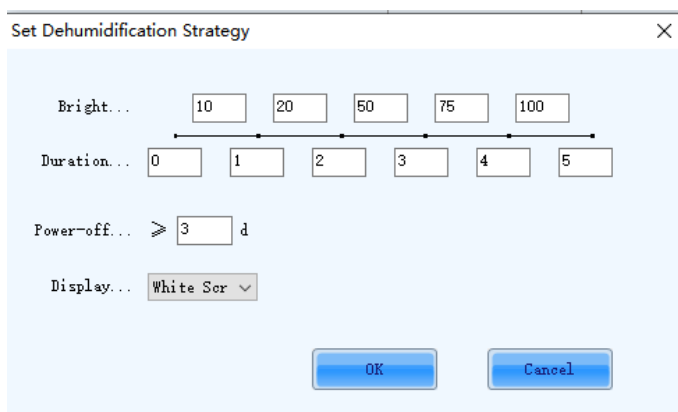 Set Dehumidification Strategy
Bright... 10 20 50 75 100
Duration... 0 1 2 3 4 5
Power-off... ≥ 3 d
Display... White Scr
OK Cancel